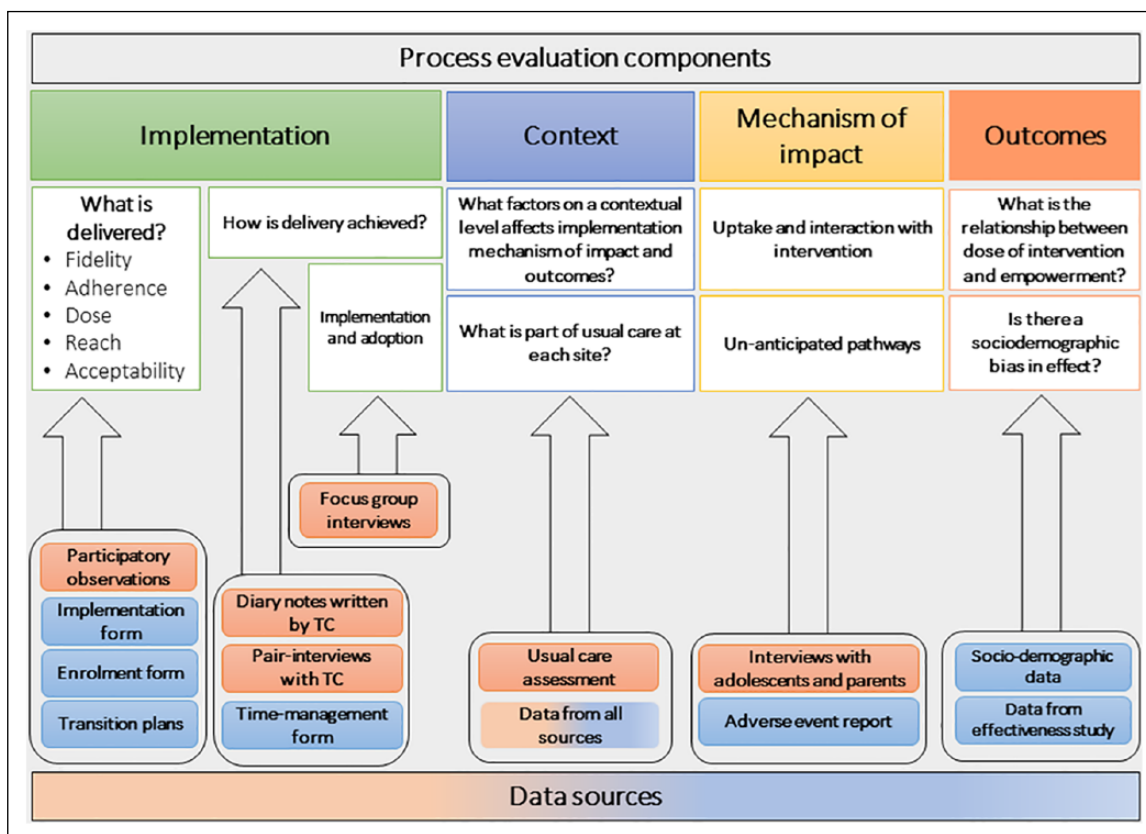 Process evaluation components
Implementation
Context
Mechanism of
impact
Outcomes
What is
delivered?
• Fidelity
• Adherence
• Dose
• Reach
• Acceptability
How is delivery achieved?
Implementation
and adoption
What factors on a contextual
level affects implementation
mechanism of impact and
outcomes?
What is part of usual care at
each site?
Uptake and interaction with
intervention
Un-anticipated pathways
What is the
relationship between
dose of intervention
and empowerment?
Is there a
sociodemographic
bias in effect?
Participatory
observations
Implementation
form
Enrolment form
Transition plans
Diary notes written
by TC
Pair-interviews
with TC
Time-management
form
Focus group
interviews
Usual care
assessment
Data from all
sources
Interviews with
adolescents and parents
Adverse event report
Socio-demographic
data
Data from
effectiveness study
Data sources